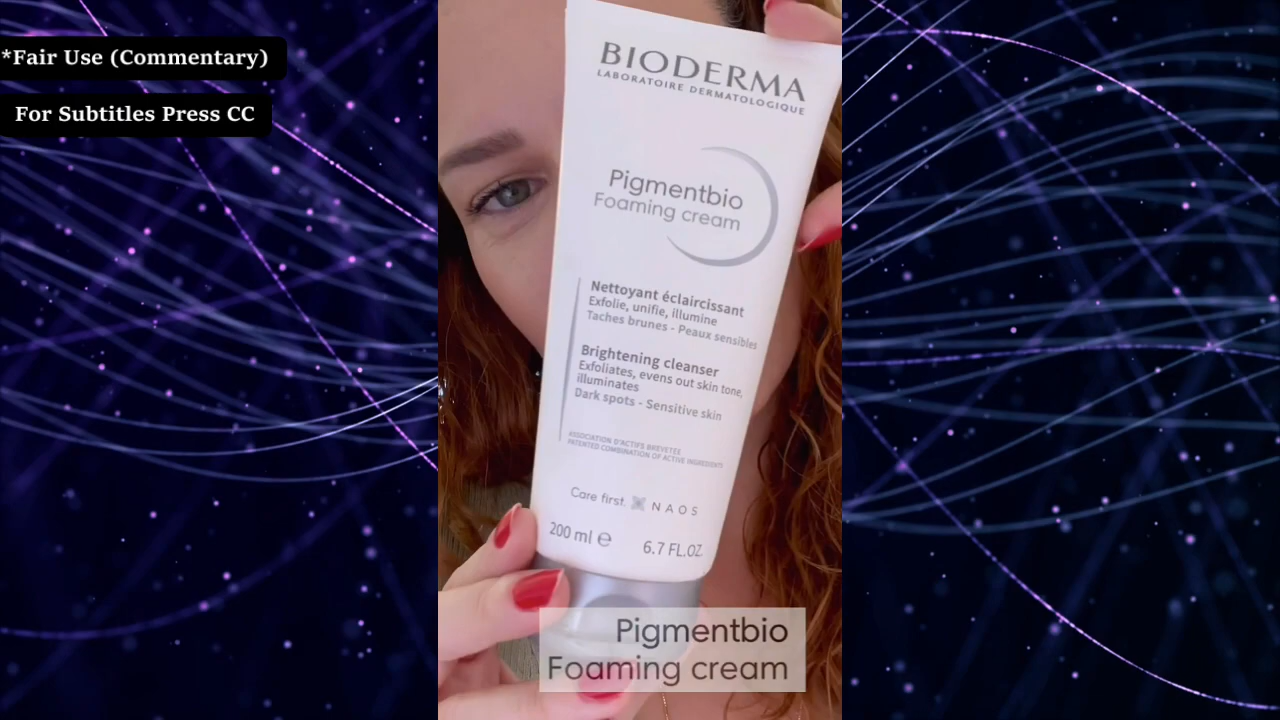 *Fair Use (Commentary)
For Subtitles Press CC
BIODERMA
LABORATOIRE DERMATOLOGIQUE
Pigmentbio
Foaming cream
Nettoyant éclaircissant
Exfolie, unifie, illumine
Taches brunes - Peaux sensibles
Brightening cleanser
Exfoliates, evens out skin tone,
illuminates
Dark spots - Sensitive skin
ASSOCIATION D'ACTIFS BREVETÉE
PATENTED COMBINATION OF ACTIVE INGREDIENTS
Care first. NAOS
200 ml ℮ 6.7 FL.OZ
Pigmentbio
Foaming cream